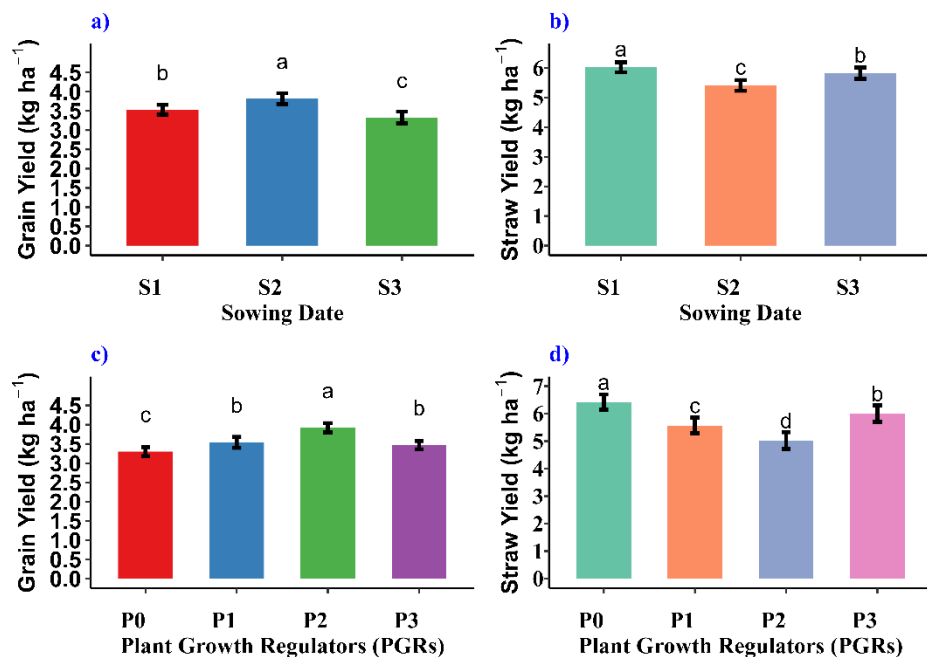 a)
Grain Yield (kg ha⁻¹)
4.5
4.0
3.5
3.0
2.5
2.0
1.5
1.0
0.5
0.0
b
a
c
S1 S2 S3
Sowing Date
b)
Straw Yield (kg ha⁻¹)
6
5
4
3
2
1
0
a
c
b
S1 S2 S3
Sowing Date
c)
Grain Yield (kg ha⁻¹)
4.5
4.0
3.5
3.0
2.5
2.0
1.5
1.0
0.5
0.0
c
b
a
b
P0 P1 P2 P3
Plant Growth Regulators (PGRs)
d)
Straw Yield (kg ha⁻¹)
7
6
5
4
3
2
1
0
a
c
d
b
P0 P1 P2 P3
Plant Growth Regulators (PGRs)